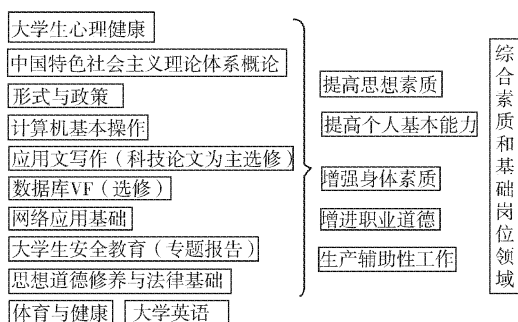 大学生心理健康
中国特色社会主义理论体系概论
形式与政策
计算机基本操作
应用文写作（科技论文为主选修）
数据库VF（选修）
网络应用基础
大学生安全教育（专题报告）
思想道德修养与法律基础
体育与健康 大学英语
提高思想素质
提高个人基本能力
增强身体素质
增进职业道德
生产辅助性工作
综合素质和基础岗位领域